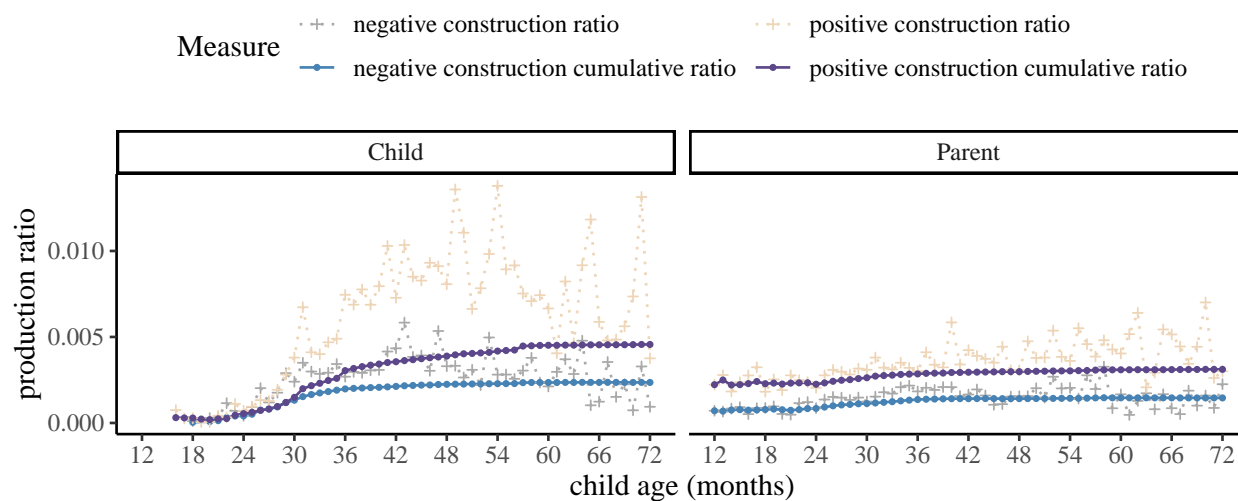 Measure
negative construction ratio
positive construction ratio
negative construction cumulative ratio
positive construction cumulative ratio
Child
Parent
production ratio
0.010
0.005
0.000
12 18 24 30 36 42 48 54 60 66 72
12 18 24 30 36 42 48 54 60 66 72
child age (months)